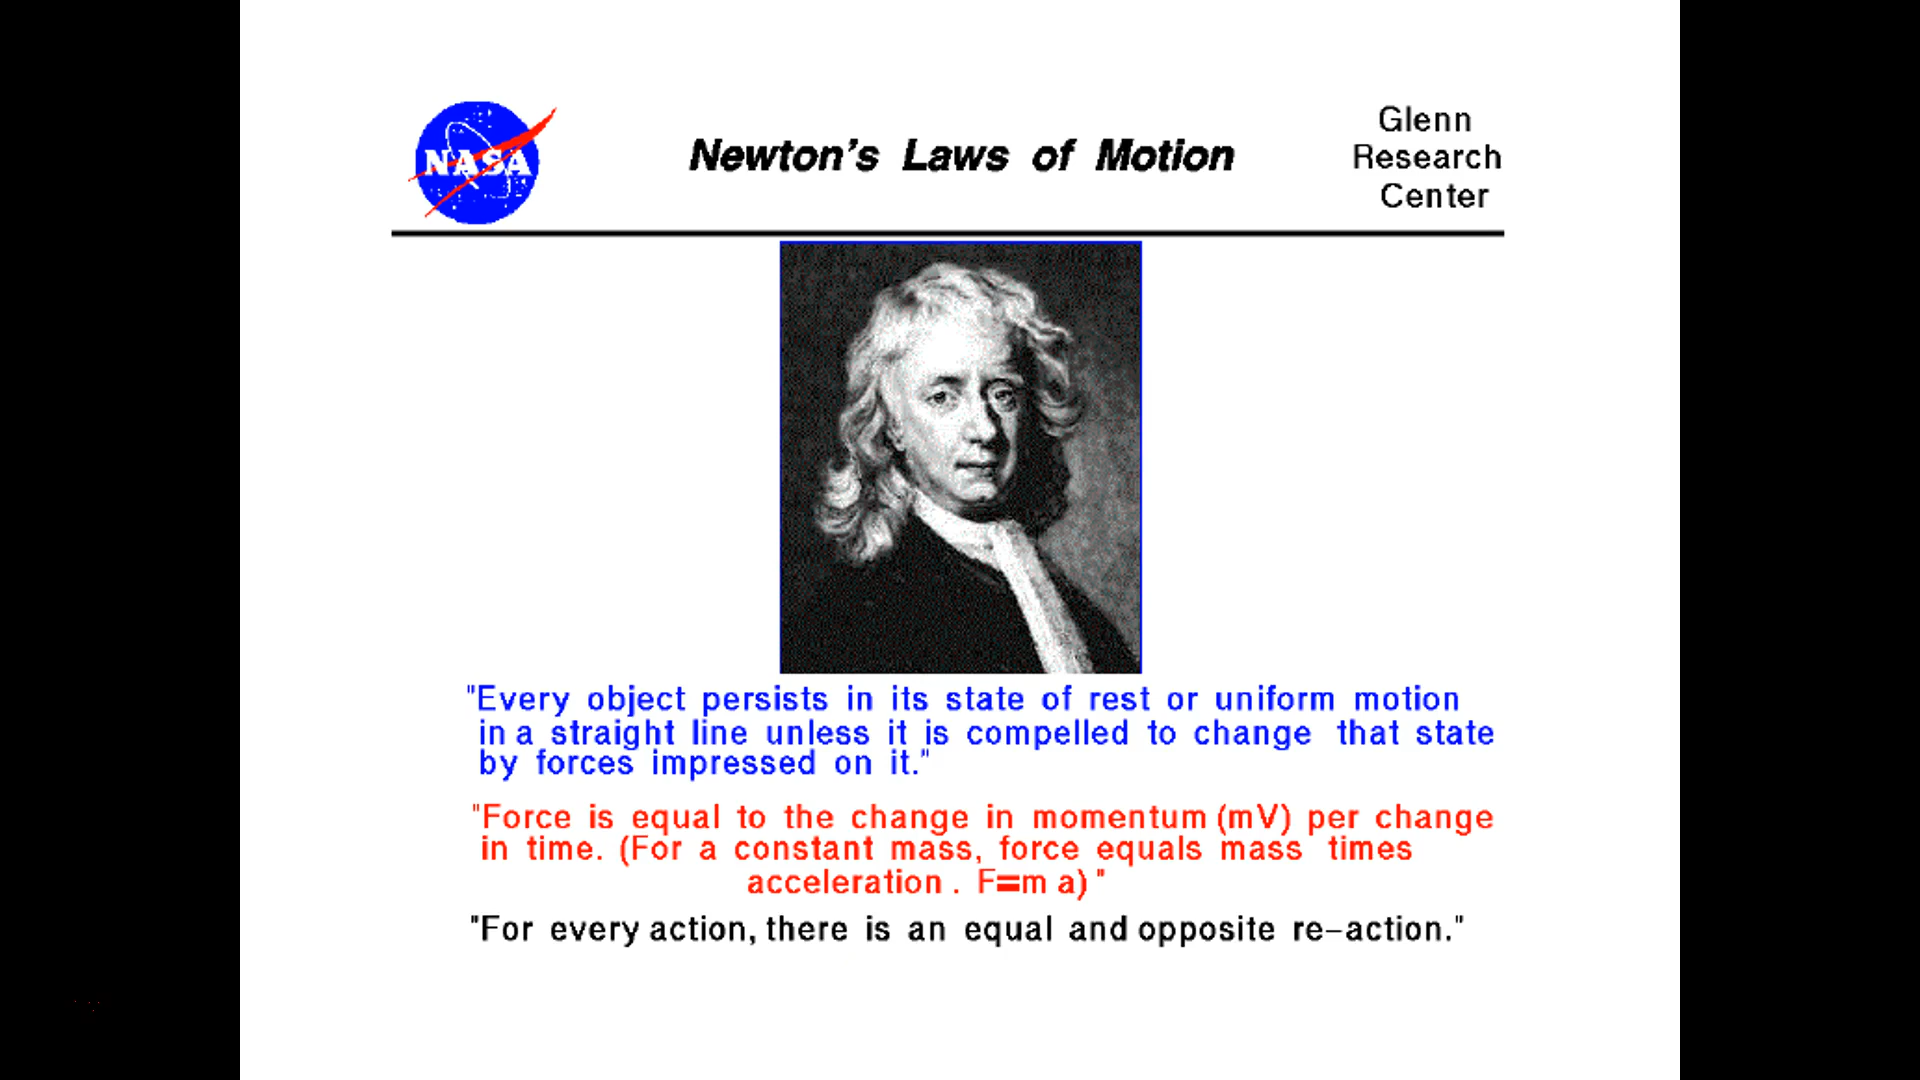 NASA
Newton's Laws of Motion
Glenn
Research
Center
"Every object persists in its state of rest or uniform motion
in a straight line unless it is compelled to change that state
by forces impressed on it."
"Force is equal to the change in momentum (mV) per change
in time. (For a constant mass, force equals mass times
acceleration. F=m a)"
"For every action, there is an equal and opposite re-action."